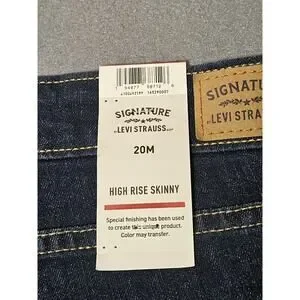 SIGNATURE
BY LEVI STRAUSS
20M
HIGH RISE SKINNY
Special finishing has been used
to create this unique product.
Color may transfer.
SIGNATURE
LEVI STRAUSS